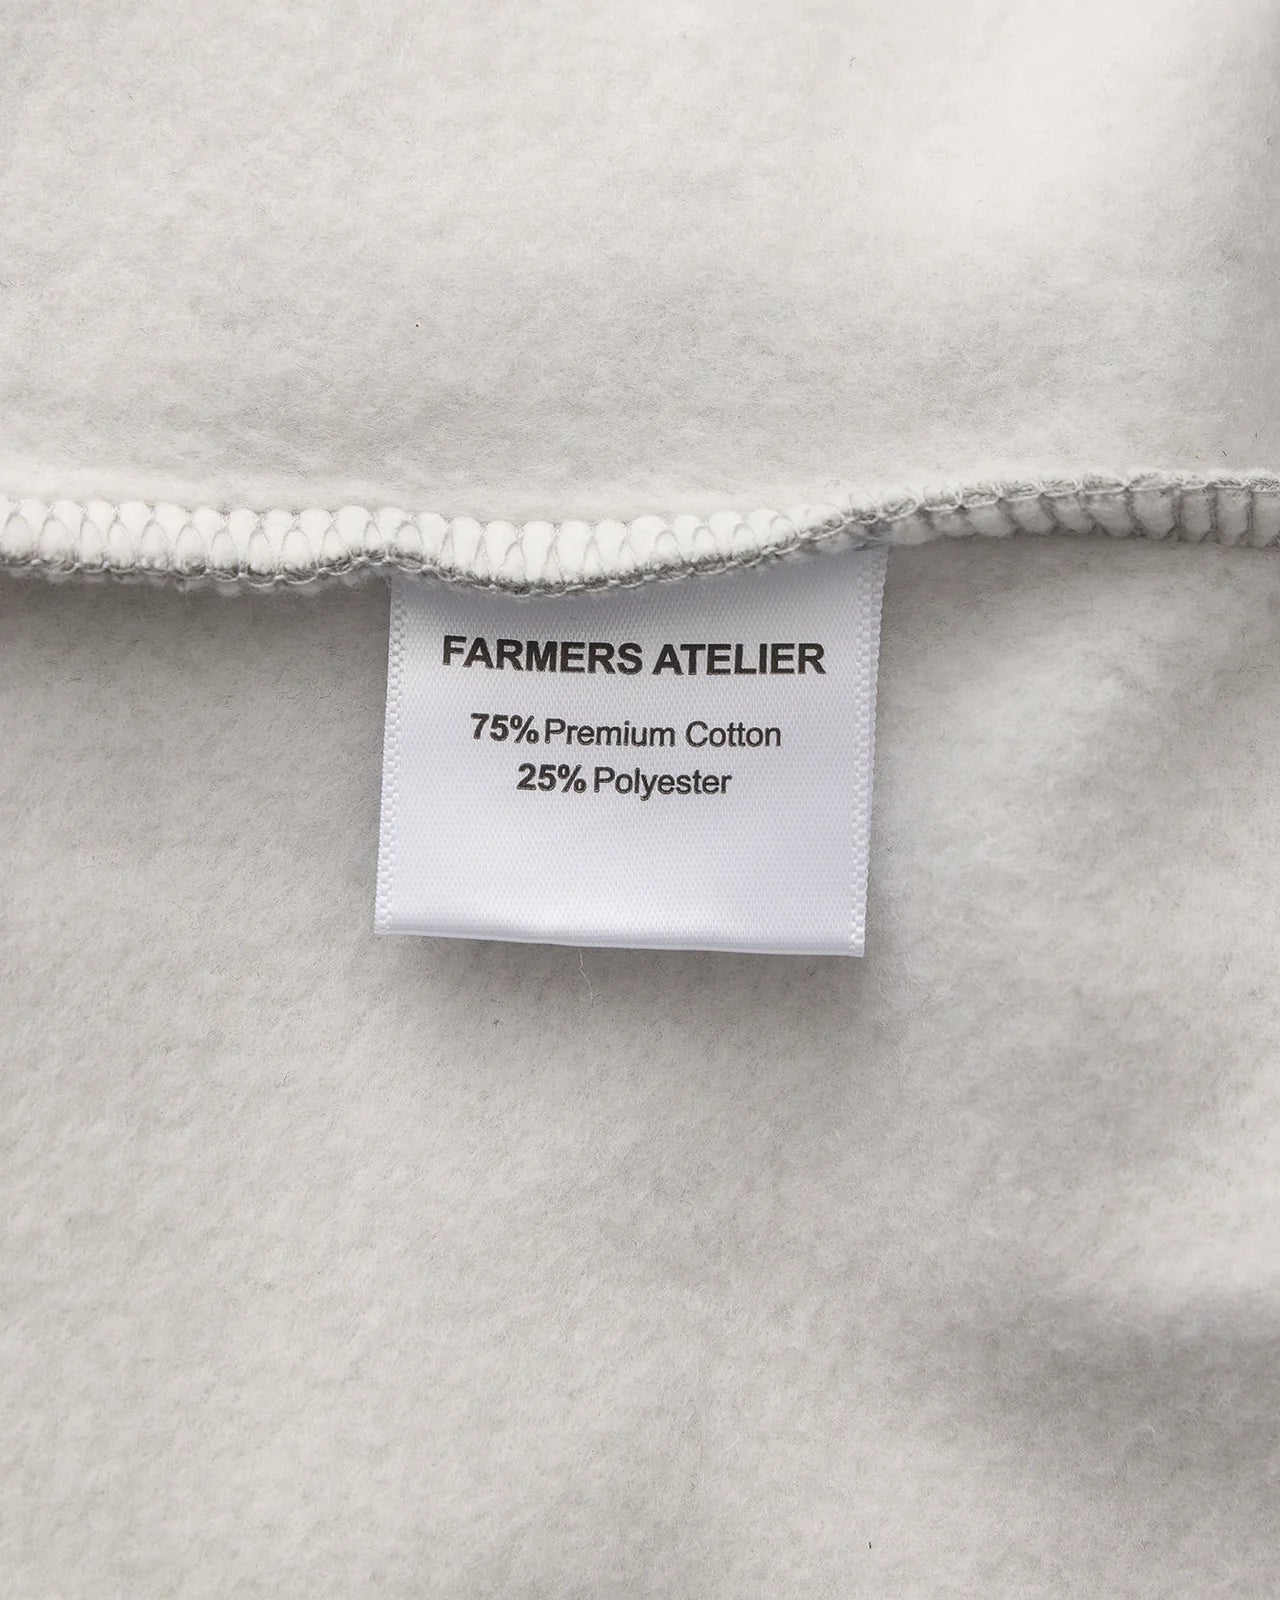 FARMERS ATELIER
75% Premium Cotton
25% Polyester